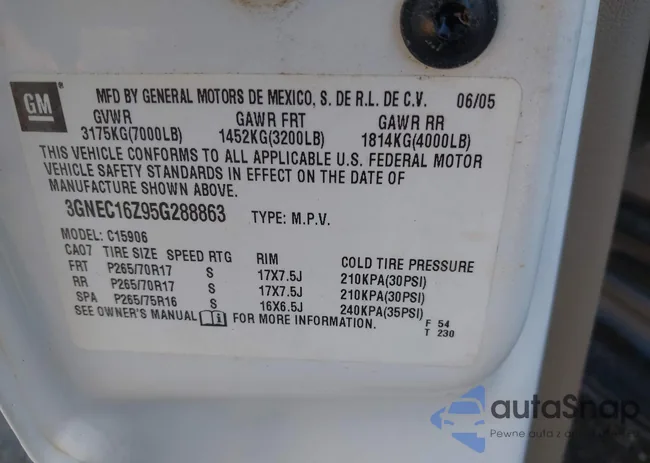 GM
MFD BY GENERAL MOTORS DE MEXICO, S. DE R.L. DE C.V. 06/05
GVWR GAWR FRT GAWR RR
3175KG(7000LB) 1452KG(3200LB) 1814KG(4000LB)
THIS VEHICLE CONFORMS TO ALL APPLICABLE U.S. FEDERAL MOTOR
VEHICLE SAFETY STANDARDS IN EFFECT ON THE DATE OF
MANUFACTURE SHOWN ABOVE.
3GNEC16Z95G288863 TYPE: M.P.V.
MODEL: C15906
CA07 TIRE SIZE SPEED RTG RIM COLD TIRE PRESSURE
FRT P265/70R17 S 17X7.5J 210KPA(30PSI)
RR P265/70R17 S 17X7.5J 210KPA(30PSI)
SPA P265/75R16 S 16X6.5J 240KPA(35PSI)
SEE OWNER'S MANUAL FOR MORE INFORMATION.
F 54
T 230
autaSnap
Pewne auta z